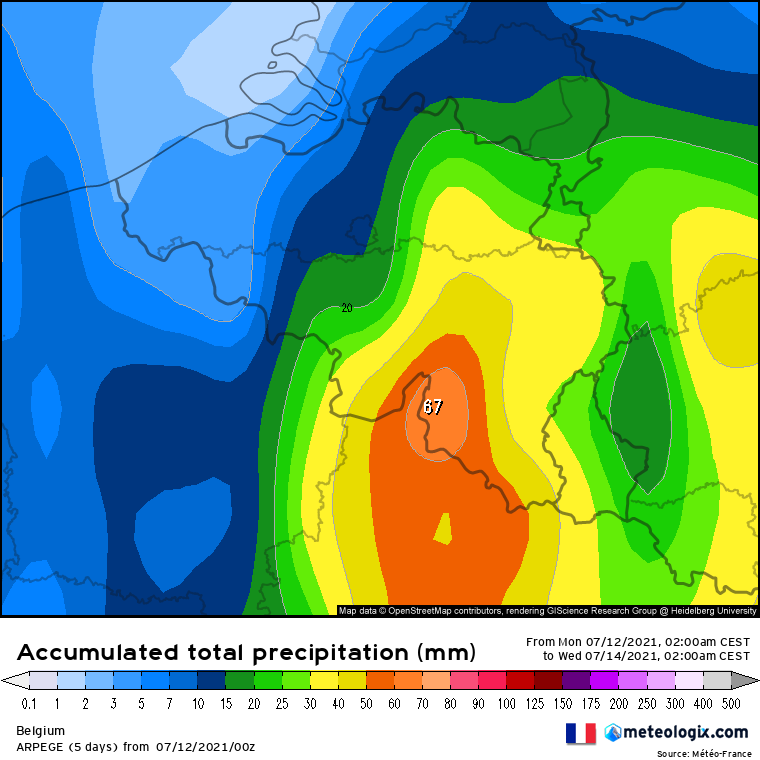 20
67
Map data © OpenStreetMap contributors, rendering GIScience Research Group @ Heidelberg University
Accumulated total precipitation (mm)
From Mon 07/12/2021, 02:00am CEST
to Wed 07/14/2021, 02:00am CEST
0.1 1 2 3 5 7 10 15 20 25 30 40 50 60 70 80 90 100 125 150 175 200 250 300 400 500
Belgium
ARPEGE (5 days) from 07/12/2021/00z
meteologix.com
Source: Météo-France